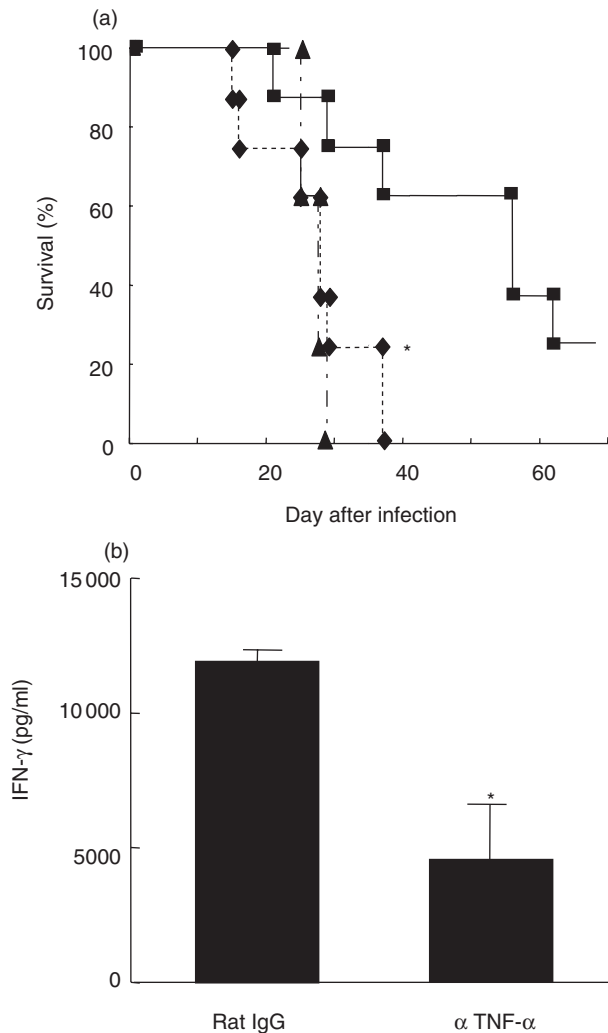 (a)
100
80
60
40
20
0
Survival (%)
*
0 20 40 60
Day after infection
(b)
15 000
10 000
5000
0
IFN-γ (pg/ml)
*
Rat IgG α TNF-α